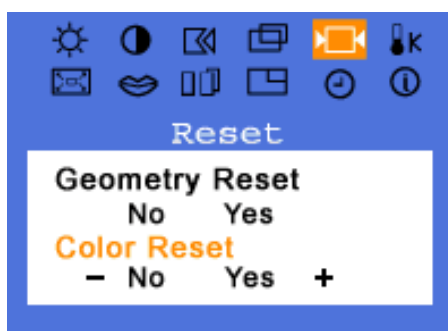 K
Reset
Geometry Reset
No Yes
Color Reset
– No Yes +